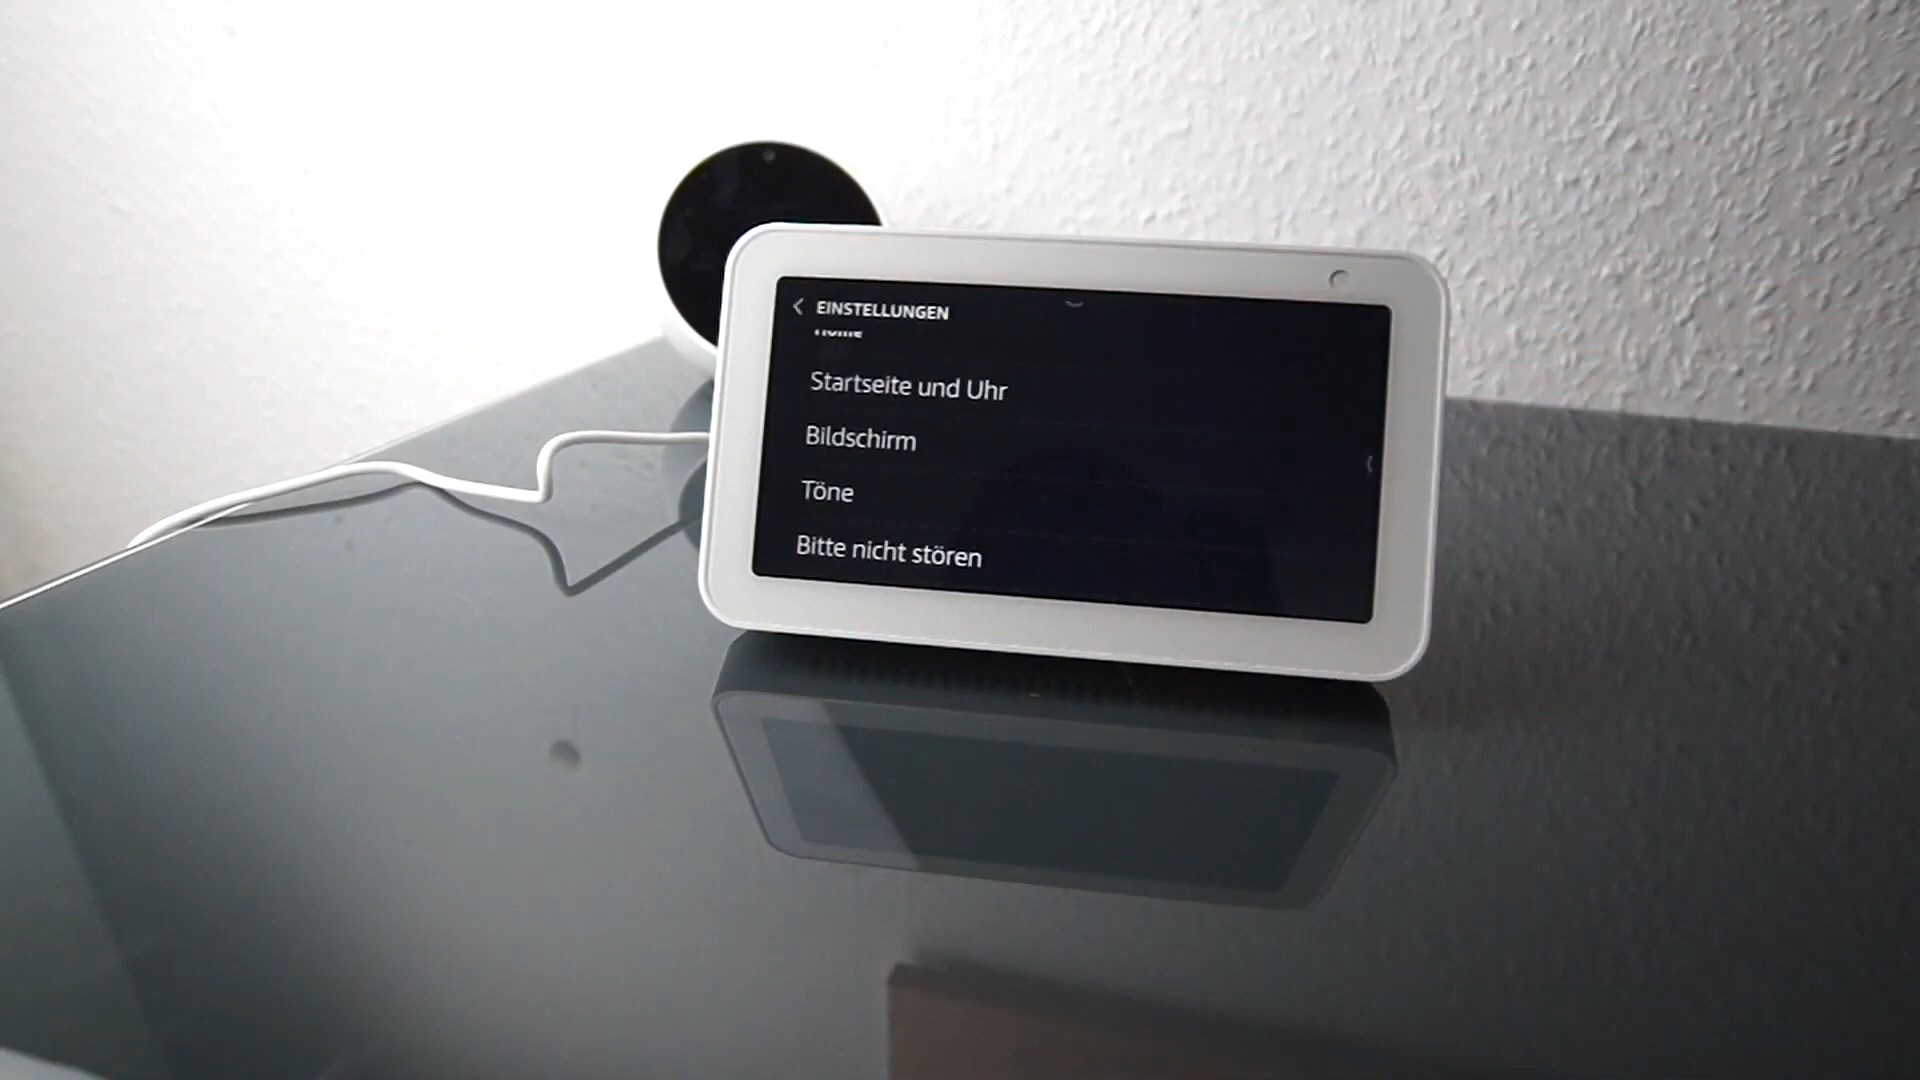 EINSTELLUNGEN
Startseite und Uhr
Bildschirm
Töne
Bitte nicht stören